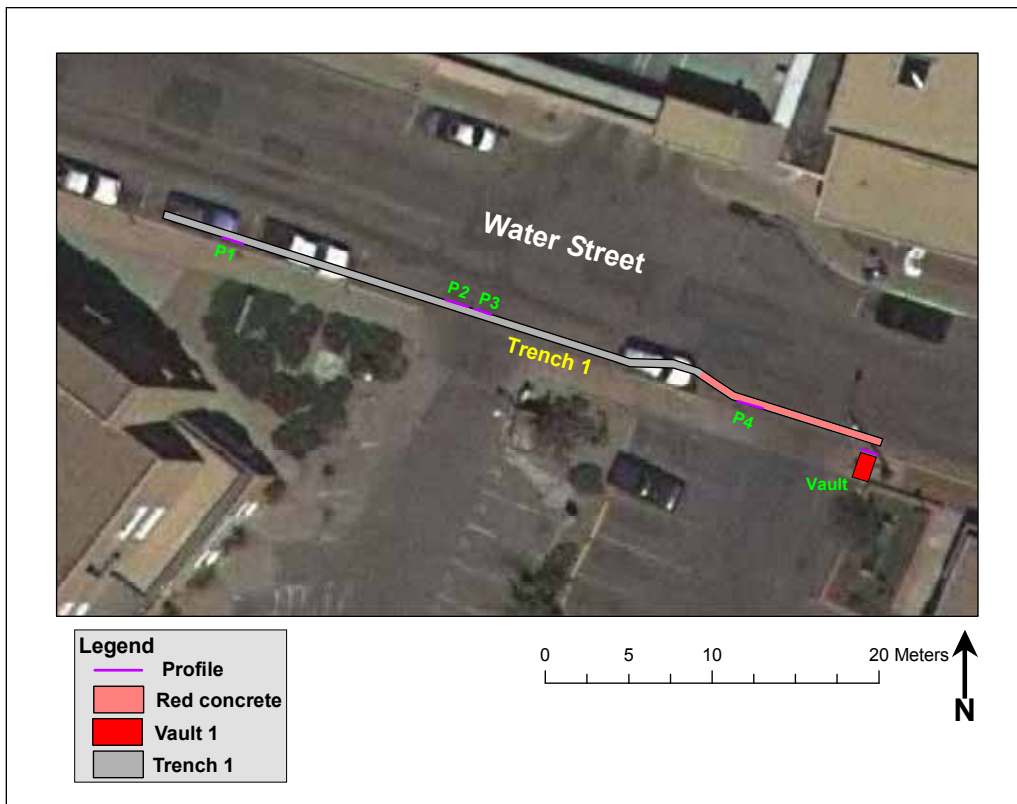 Water Street
P1
P2 P3
Trench 1
P4
Vault
Legend
Profile
Red concrete
Vault 1
Trench 1
0 5 10 20 Meters
N